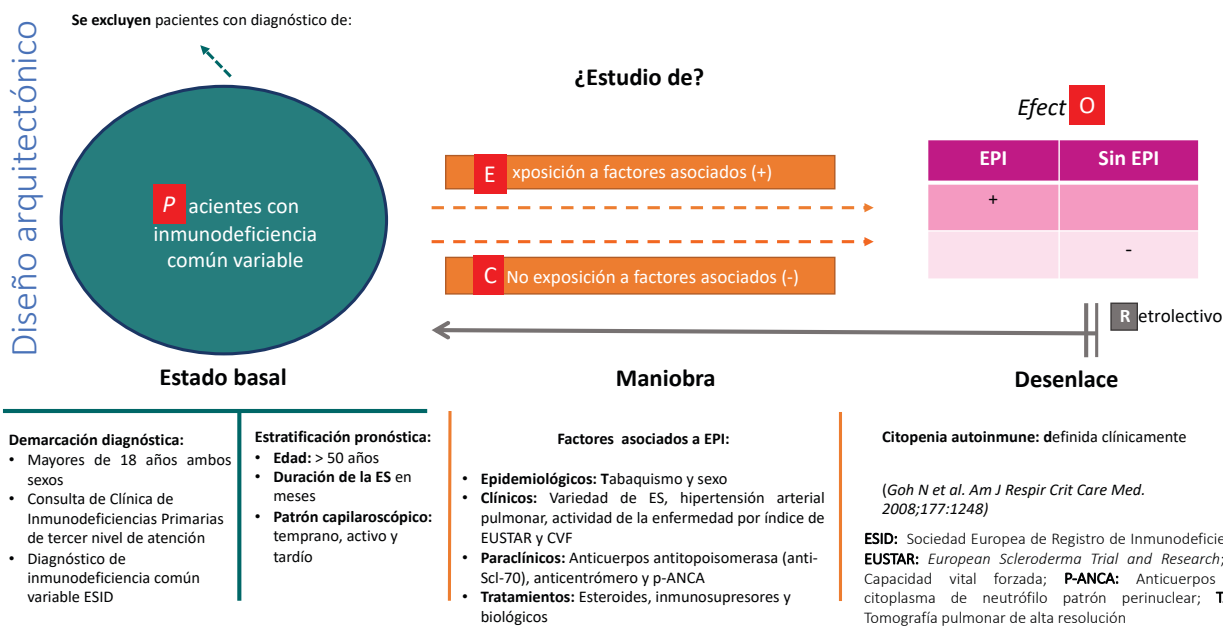 Diseño arquitectónico
Se excluyen pacientes con diagnóstico de:
Pacientes con
inmunodeficiencia
común variable
¿Estudio de?
Exposición a factores asociados (+)
C No exposición a factores asociados (-)
Efect O
EPI Sin EPI
+
-
Retrolectivo
Estado basal
Maniobra
Desenlace
Demarcación diagnóstica:
• Mayores de 18 años ambos
sexos
• Consulta de Clínica de
Inmunodeficiencias Primarias
de tercer nivel de atención
• Diagnóstico de
inmunodeficiencia común
variable ESID
Estratificación pronóstica:
• Edad: > 50 años
• Duración de la ES en
meses
• Patrón capilaroscópico:
temprano, activo y
tardío
Factores asociados a EPI:
• Epidemiológicos: Tabaquismo y sexo
• Clínicos: Variedad de ES, hipertensión arterial
pulmonar, actividad de la enfermedad por índice de
EUSTAR y CVF
• Paraclínicos: Anticuerpos antitopoisomerasa (anti-
Scl-70), anticentrómero y p-ANCA
• Tratamientos: Esteroides, inmunosupresores y
biológicos
Citopenia autoinmune: definida clínicamente
(Goh N et al. Am J Respir Crit Care Med.
2008;177:1248)
ESID: Sociedad Europea de Registro de Inmunodeficie
EUSTAR: European Scleroderma Trial and Research;
Capacidad vital forzada; P-ANCA: Anticuerpos
citoplasma de neutrófilo patrón perinuclear; T
Tomografía pulmonar de alta resolución